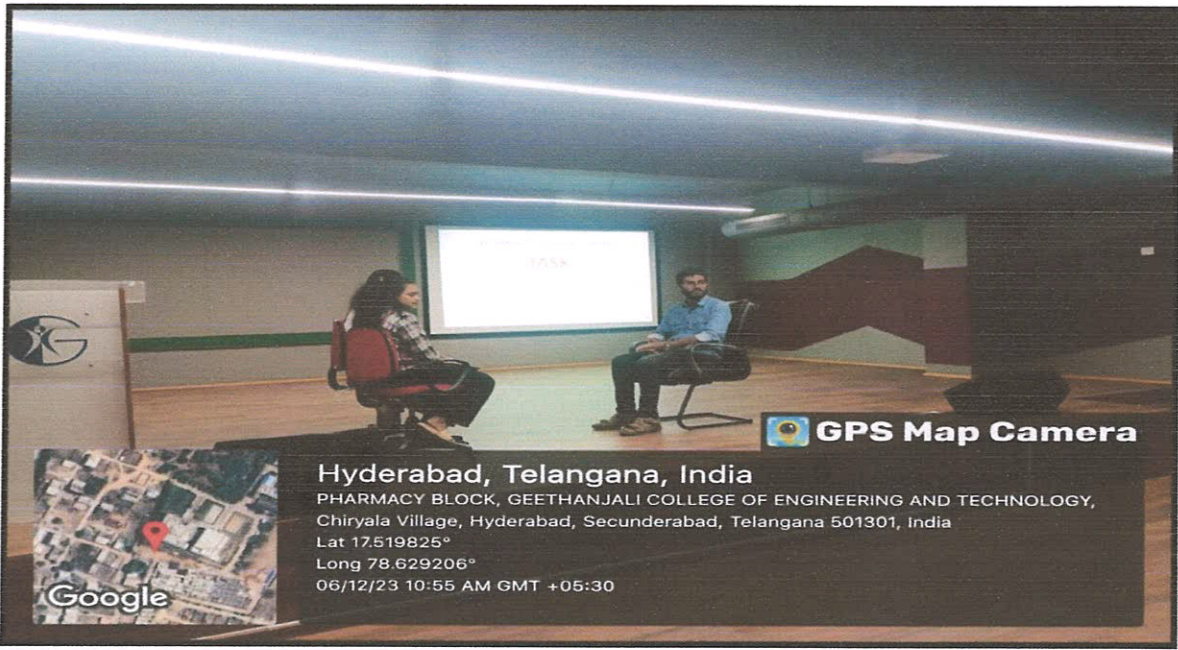 TASK
G
GPS Map Camera
Hyderabad, Telangana, India
PHARMACY BLOCK, GEETHANJALI COLLEGE OF ENGINEERING AND TECHNOLOGY,
Chiryala Village, Hyderabad, Secunderabad, Telangana 501301, India
Lat 17.519825°
Long 78.629206°
06/12/23 10:55 AM GMT +05:30
Google